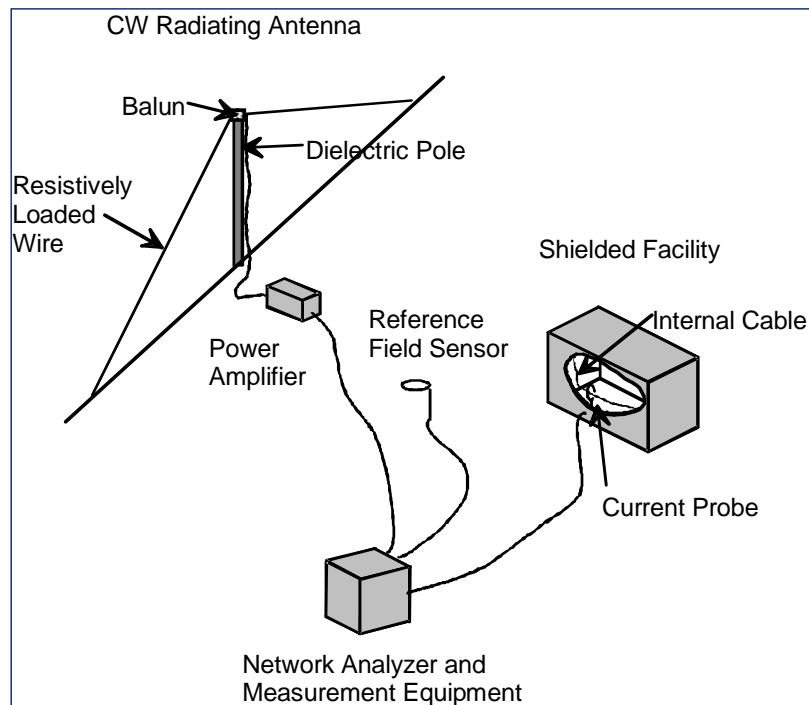 CW Radiating Antenna
Balun
Dielectric Pole
Resistively
Loaded
Wire
Shielded Facility
Internal Cable
Reference
Field Sensor
Power
Amplifier
Current Probe
Network Analyzer and
Measurement Equipment